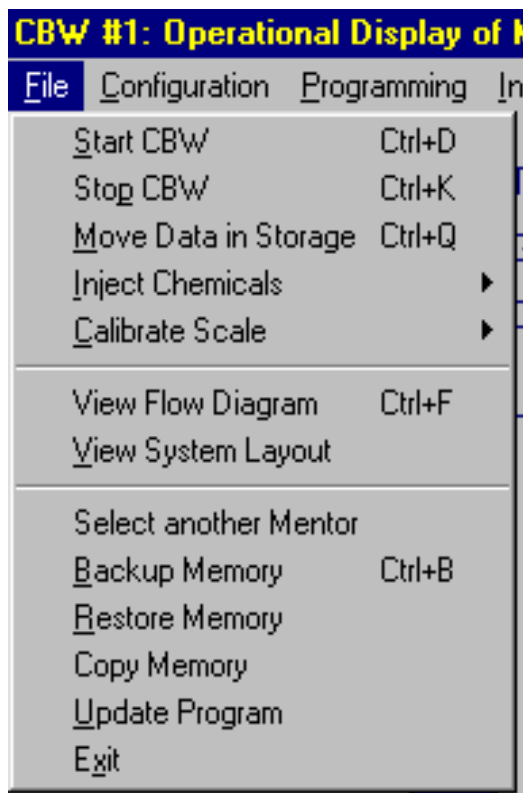 CBW #1: Operational Display of
File Configuration Programming In
Start CBW Ctrl+D
Stop CBW Ctrl+K
Move Data in Storage Ctrl+Q
Inject Chemicals
Calibrate Scale
View Flow Diagram Ctrl+F
View System Layout
Select another Mentor
Backup Memory Ctrl+B
Restore Memory
Copy Memory
Update Program
Exit